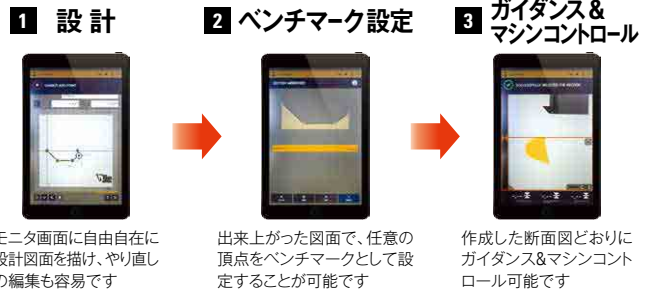 1 設計
2 ベンチマーク設定
3 ガイダンス&
マシンコントロール
モニタ画面に自由自在に
設計図面を描け、やり直し
の編集も容易です
出来上がった図面で、任意の
頂点をベンチマークとして設
定することが可能です
作成した断面図どおりに
ガイダンス&マシンコント
ロール可能です